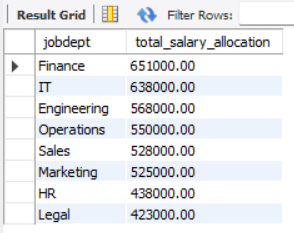 Result Grid Filter Rows:
jobdept total_salary_allocation
Finance 651000.00
IT 638000.00
Engineering 568000.00
Operations 550000.00
Sales 528000.00
Marketing 525000.00
HR 438000.00
Legal 423000.00